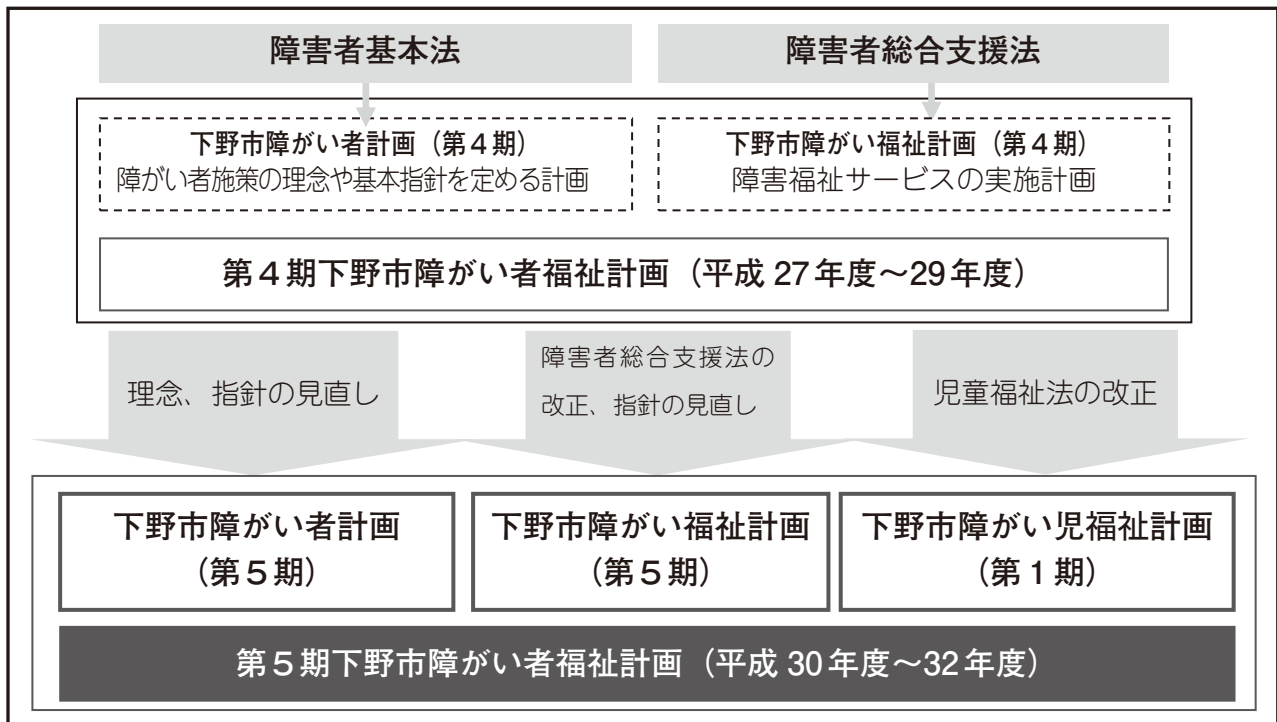 障害者基本法
障害者総合支援法
下野市障がい者計画（第４期）
障がい者施策の理念や基本指針を定める計画
下野市障がい福祉計画（第４期）
障害福祉サービスの実施計画
第４期下野市障がい者福祉計画（平成 27年度～29年度）
理念、指針の見直し
障害者総合支援法の
改正、指針の見直し
児童福祉法の改正
下野市障がい者計画
（第５期）
下野市障がい福祉計画
（第５期）
下野市障がい児福祉計画
（第１期）
第５期下野市障がい者福祉計画（平成 30年度～32年度）